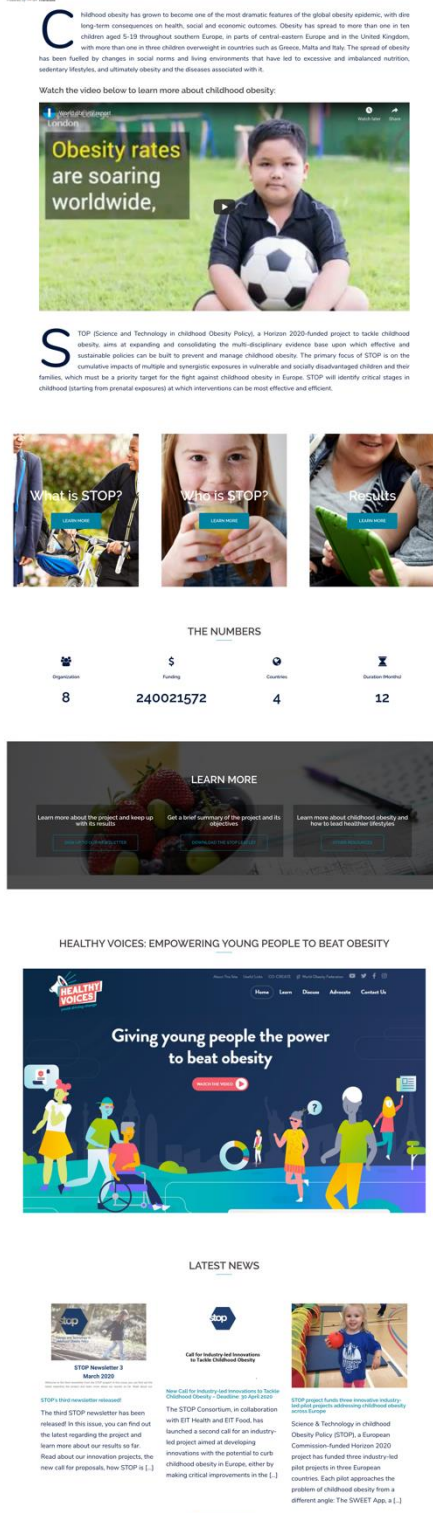 Childhood obesity has grown to become one of the most dramatic features of the global obesity epidemic, with dire
long-term consequences on health, social and economic outcomes. Obesity has spread to more than one in ten
children aged 5-19 throughout southern Europe, in parts of central-eastern Europe and in the United Kingdom,
with more than one in three children overweight in countries such as Greece, Malta and Italy. The spread of obesity
has been fuelled by changes in social norms and living environments that have led to excessive and imbalanced nutrition,
sedentary lifestyles, and ultimately obesity and the diseases associated with it.
Watch the video below to learn more about childhood obesity:
London
Watch later
Share
Obesity rates
are soaring
worldwide,
STOP (Science and Technology in childhood Obesity Policy), a Horizon 2020-funded project to tackle childhood
obesity, aims at expanding and consolidating the multi-disciplinary evidence base upon which effective and
sustainable policies can be built to prevent and manage childhood obesity. The primary focus of STOP is on the
cumulative impacts of multiple and synergistic exposures in vulnerable and socially disadvantaged children and their
families, which must be a priority target for the fight against childhood obesity in Europe. STOP will identify critical stages in
childhood (starting from prenatal exposures) at which interventions can be most effective and efficient.
What is STOP?
LEARN MORE
Who is STOP?
LEARN MORE
Results
LEARN MORE
THE NUMBERS
Organization
Funding
Countries
Duration (Months)
8
240021572
4
12
LEARN MORE
Learn more about the project and keep up
with its results
Get a brief summary of the project and its
objectives
DOWNLOAD THE STOP LEAFLET
Learn more about childhood obesity and
how to lead healthier lifestyles
HEALTHY VOICES: EMPOWERING YOUNG PEOPLE TO BEAT OBESITY
HEALTHY
VOICES
Home
Learn
Discuss
Advocate
Contact Us
Giving young people the power
to beat obesity
WATCH THE VIDEO
?
LATEST NEWS
stop
STOP Newsletter 3
March 2020
STOP's third newsletter released!
The third STOP newsletter has been
released! In this issue, you can find out
the latest regarding the project and
learn more about our results so far.
Read about our innovation projects, the
new call for proposals, how STOP is [...]
stop
Call for Industry-led Innovations
to Tackle Childhood Obesity
New Call for Industry-led Innovations to Tackle
Childhood Obesity – Deadline: 30 April 2020
The STOP Consortium, in collaboration
with EIT Health and EIT Food, has
launched a second call for an industry-
led project aimed at developing
innovations with the potential to curb
childhood obesity in Europe, either by
making critical improvements in the [...]
STOP project funds three innovative industry-
led pilot projects addressing childhood obesity
across Europe
Science & Technology in childhood
Obesity Policy (STOP), a European
Commission-funded Horizon 2020
project has funded three industry-led
pilot projects in three European
countries. Each pilot approaches the
problem of childhood obesity from a
different angle: The SWEET App, a [...]